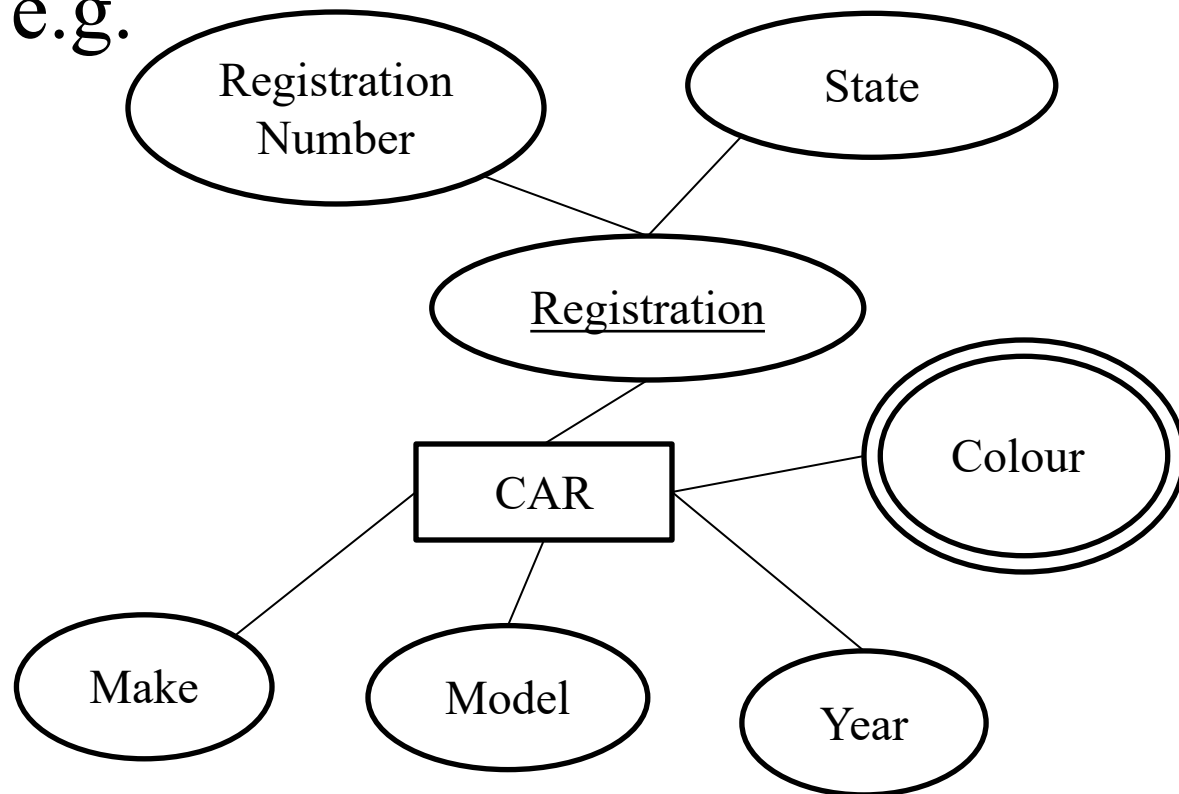 e.g.
Registration
Number
State
Registration
Colour
CAR
Make
Model
Year